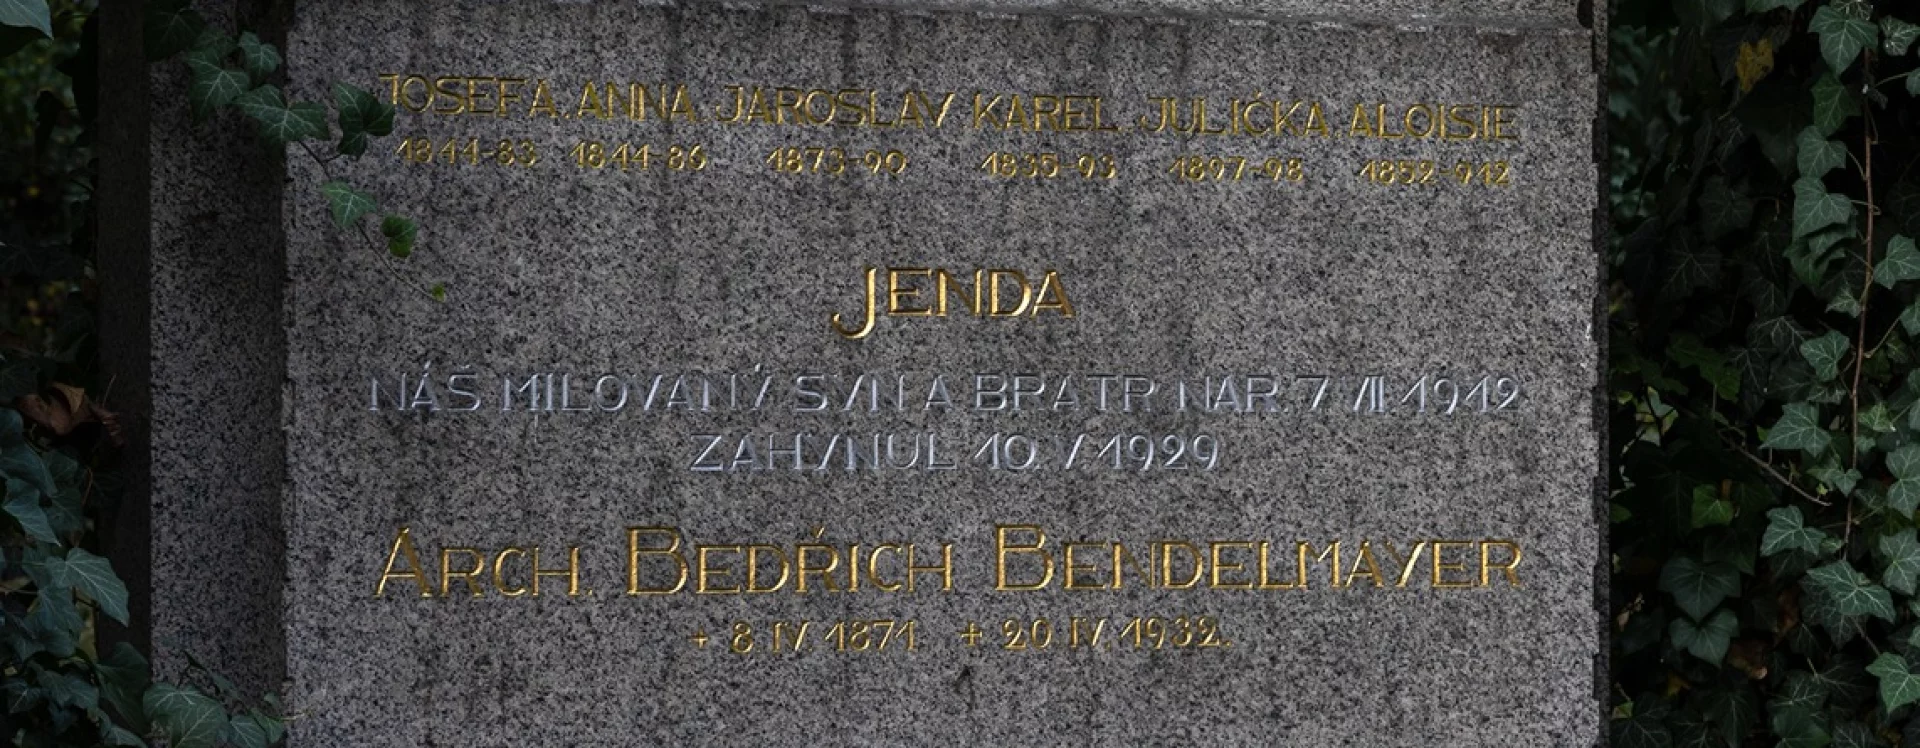 JOSEFA. ANNA. JAROSLAV. KAREL. JULIČKA. ALOISIE
1844-83 1844-86 1873-90 1835-93 1897-98 1852-912
JENDA
NÁŠ MILOVANÝ SYN A BRATR NAR. 7. VII. 1912
ZAHYNUL 10. V. 1929
ARCH. BEDŘICH BENDELMAYER
+ 8. IV. 1871. + 20. IV. 1932.